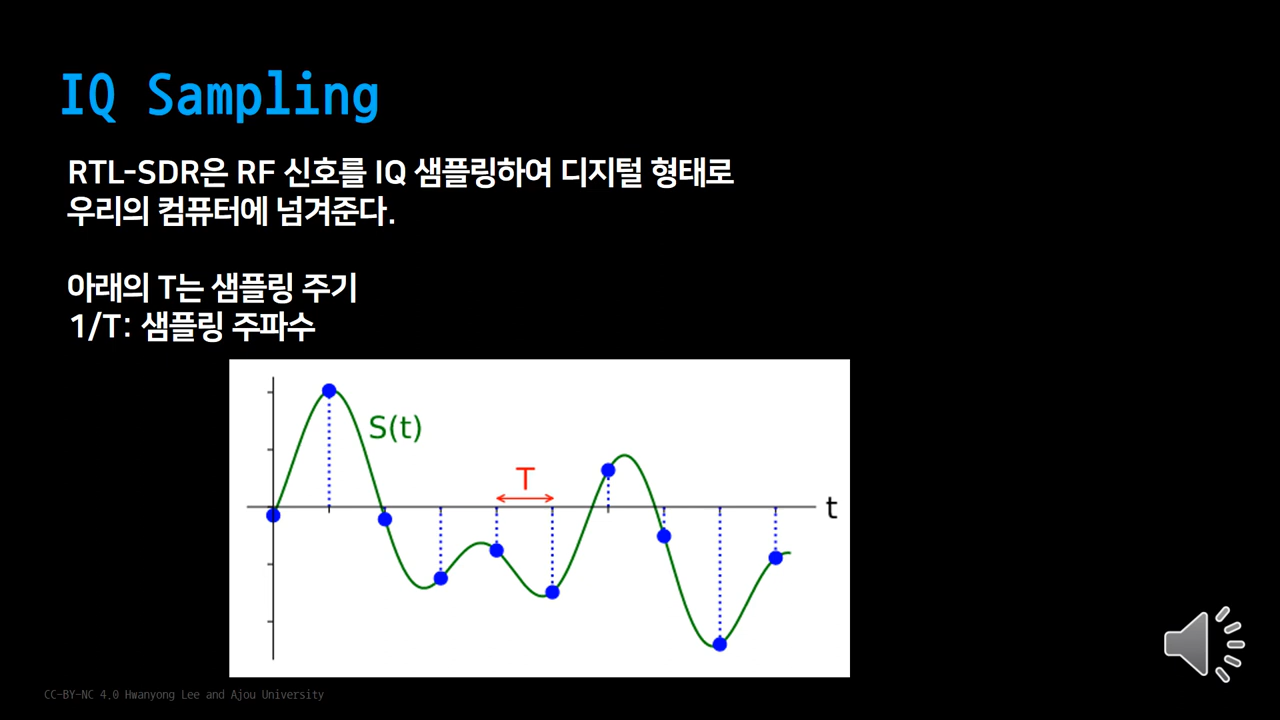 IQ Sampling
RTL-SDR은 RF 신호를 IQ 샘플링하여 디지털 형태로
우리의 컴퓨터에 넘겨준다.
아래의 T는 샘플링 주기
1/T: 샘플링 주파수
S(t)
T
t
CC-BY-NC 4.0 Hwanyong Lee and Ajou University